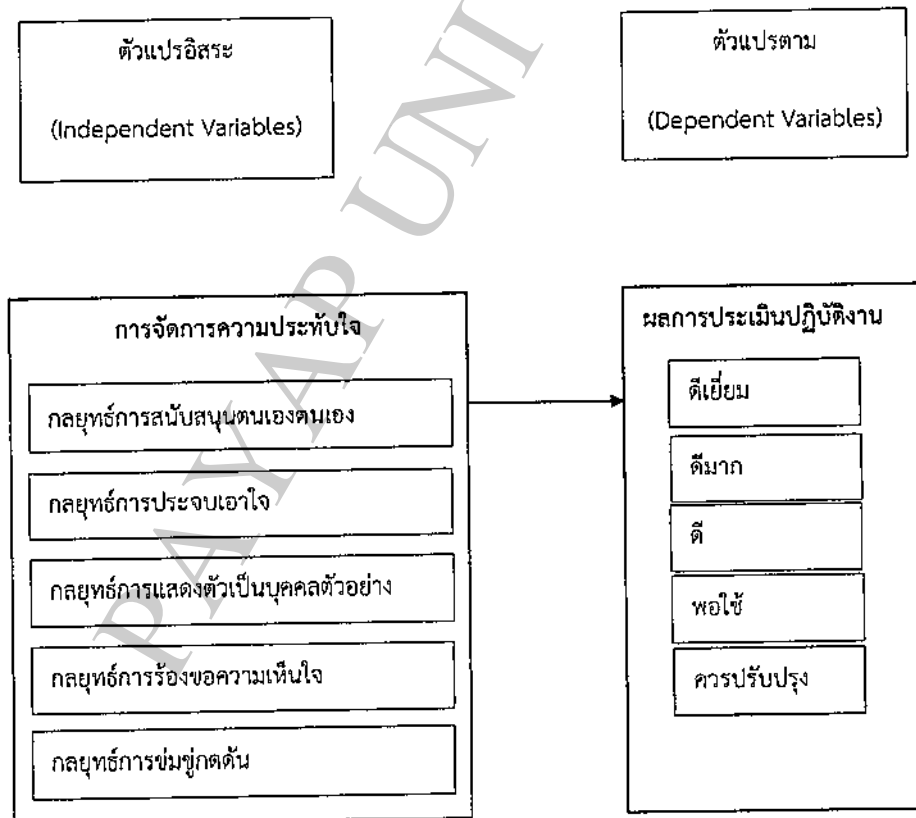 ตัวแปรอิสระ
(Independent Variables)
ตัวแปรตาม
(Dependent Variables)
การจัดการความประทับใจ
กลยุทธ์การสนับสนุนตนเองตนเอง
กลยุทธ์การประจบเอาใจ
กลยุทธ์การแสดงตัวเป็นบุคคลตัวอย่าง
กลยุทธ์การร้องขอความเห็นใจ
กลยุทธ์การข่มขู่กดดัน
ผลการประเมินปฏิบัติงาน
ดีเยี่ยม
ดีมาก
ดี
พอใช้
ควรปรับปรุง
PAYAP UNI